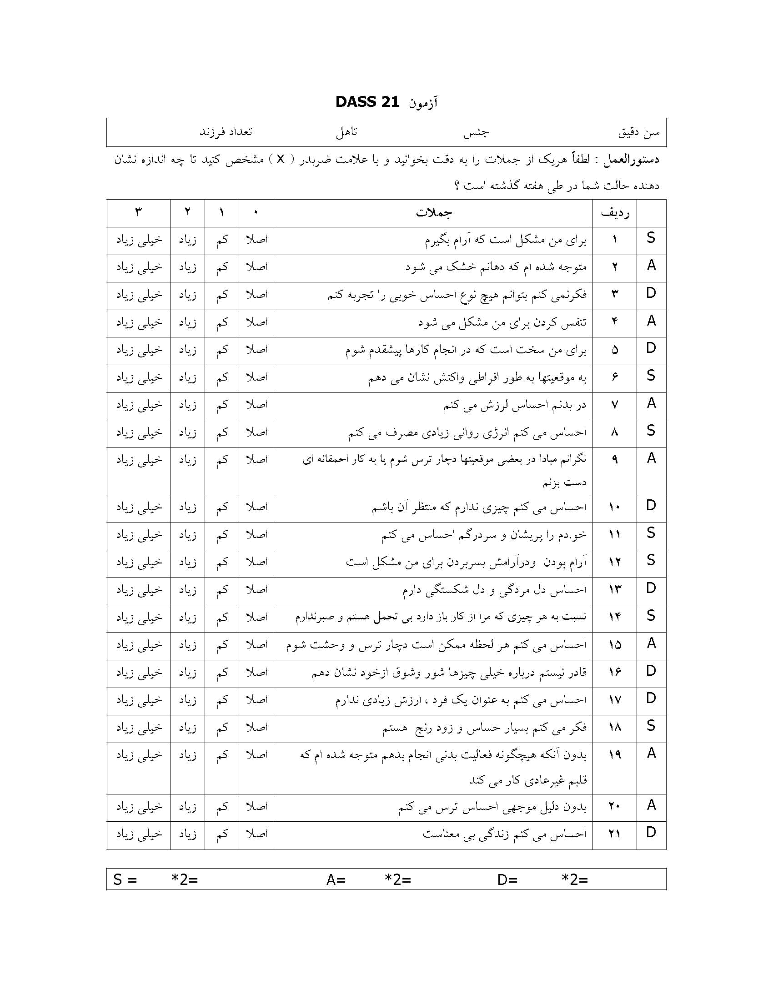 آزمون DASS 21
سن دقیق جنس تاهل تعداد فرزند
دستورالعمل : لطفاً هریک از جملات را به دقت بخوانید و با علامت ضربدر ( X ) مشخص کنید تا چه اندازه نشان
دهنده حالت شما در طی هفته گذشته است ؟
ردیف جملات ۰ ۱ ۲ ۳
S ۱ برای من مشکل است که آرام بگیرم اصلا کم زیاد خیلی زیاد
A ۲ متوجه شده ام که دهانم خشک می شود اصلا کم زیاد خیلی زیاد
D ۳ فکرنمی کنم بتوانم هیچ نوع احساس خوبی را تجربه کنم اصلا کم زیاد خیلی زیاد
A ۴ تنفس کردن برای من مشکل می شود اصلا کم زیاد خیلی زیاد
D ۵ برای من سخت است که در انجام کارها پیشقدم شوم اصلا کم زیاد خیلی زیاد
S ۶ به موقعیتها به طور افراطی واکنش نشان می دهم اصلا کم زیاد خیلی زیاد
A ۷ در بدنم احساس لرزش می کنم اصلا کم زیاد خیلی زیاد
S ۸ احساس می کنم انرژی روانی زیادی مصرف می کنم اصلا کم زیاد خیلی زیاد
A ۹ نگرانم مبادا در بعضی موقعیتها دچار ترس شوم یا به کار احمقانه ای اصلا کم زیاد خیلی زیاد
دست بزنم
D ۱۰ احساس می کنم چیزی ندارم که منتظر آن باشم اصلا کم زیاد خیلی زیاد
S ۱۱ خو.دم را پریشان و سردرگم احساس می کنم اصلا کم زیاد خیلی زیاد
S ۱۲ آرام بودن ودرآرامش بسربردن برای من مشکل است اصلا کم زیاد خیلی زیاد
D ۱۳ احساس دل مردگی و دل شکستگی دارم اصلا کم زیاد خیلی زیاد
S ۱۴ نسبت به هر چیزی که مرا از کار باز دارد بی تحمل هستم و صبرندارم اصلا کم زیاد خیلی زیاد
A ۱۵ احساس می کنم هر لحظه ممکن است دچار ترس و وحشت شوم اصلا کم زیاد خیلی زیاد
D ۱۶ قادر نیستم درباره خیلی چیزها شور وشوق ازخود نشان دهم اصلا کم زیاد خیلی زیاد
D ۱۷ احساس می کنم به عنوان یک فرد ، ارزش زیادی ندارم اصلا کم زیاد خیلی زیاد
S ۱۸ فکر می کنم بسیار حساس و زود رنج هستم اصلا کم زیاد خیلی زیاد
A ۱۹ بدون آنکه هیچگونه فعالیت بدنی انجام بدهم متوجه شده ام که اصلا کم زیاد خیلی زیاد
قلبم غیرعادی کار می کند
A ۲۰ بدون دلیل موجهی احساس ترس می کنم اصلا کم زیاد خیلی زیاد
D ۲۱ احساس می کنم زندگی بی معناست اصلا کم زیاد خیلی زیاد
S = *2= A= *2= D= *2=